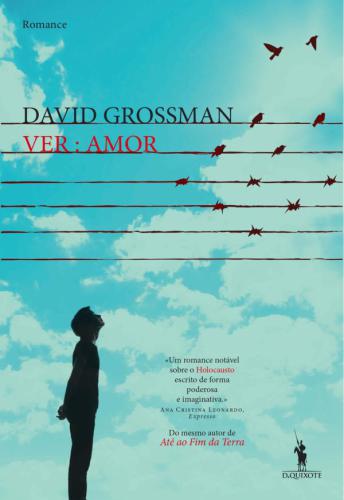 Romance
DAVID GROSSMAN
VER : AMOR
«Um romance notável
sobre o Holocausto
escrito de forma
poderosa
e imaginativa.»
ANA CRISTINA LEONARDO,
Expresso
Do mesmo autor de
Até ao Fim da Terra
D.QUIXOTE